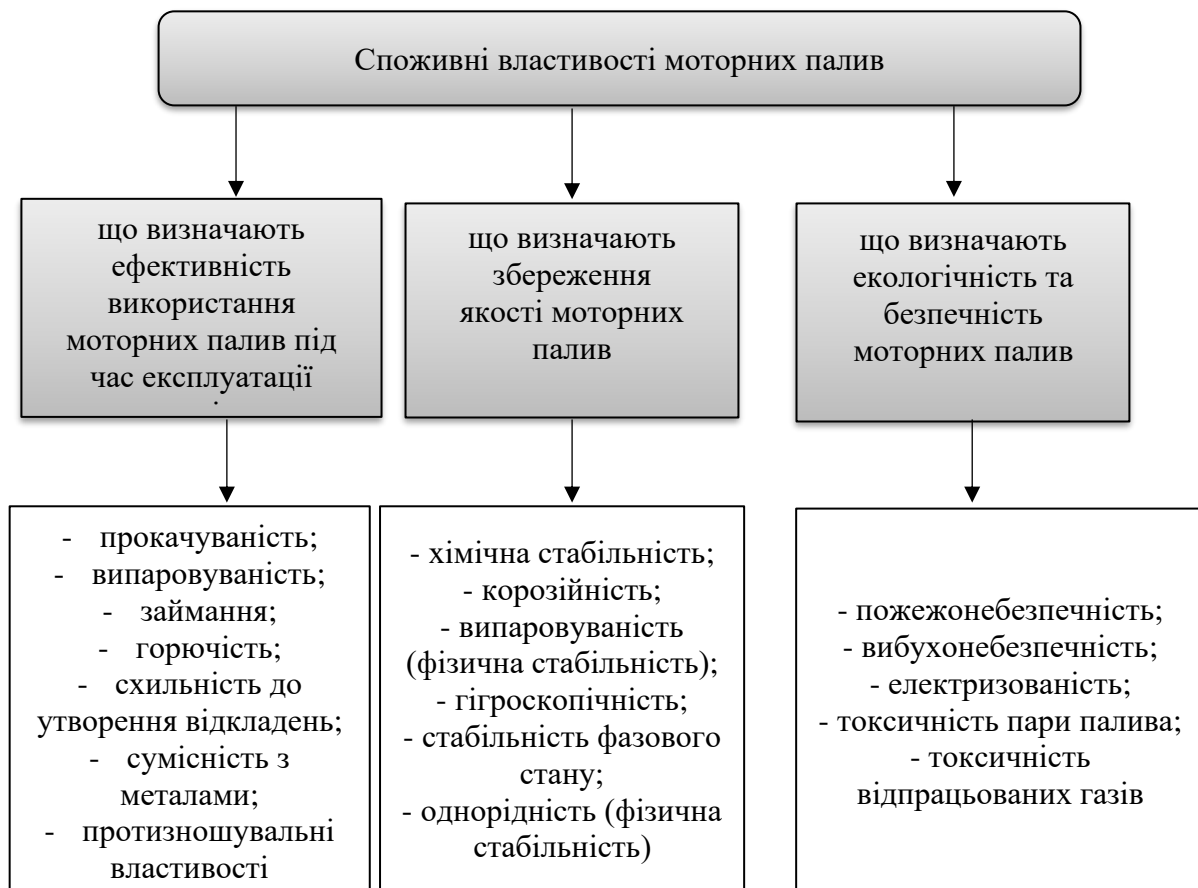 Споживні властивості моторних палив
що визначають
ефективність
використання
моторних палив під
час експлуатації
.
що визначають
збереження
якості моторних
палив
що визначають
екологічність та
безпечність
моторних палив
- прокачуваність;
- випаровуваність;
- займання;
- горючість;
- схильність до
утворення відкладень;
- сумісність з
металами;
- протизношувальні
властивості
- хімічна стабільність;
- корозійність;
- випаровуваність
(фізична стабільність);
- гігроскопічність;
- стабільність фазового
стану;
- однорідність (фізична
стабільність)
- пожежонебезпечність;
- вибухонебезпечність;
- електризованість;
- токсичність пари палива;
- токсичність
відпрацьованих газів